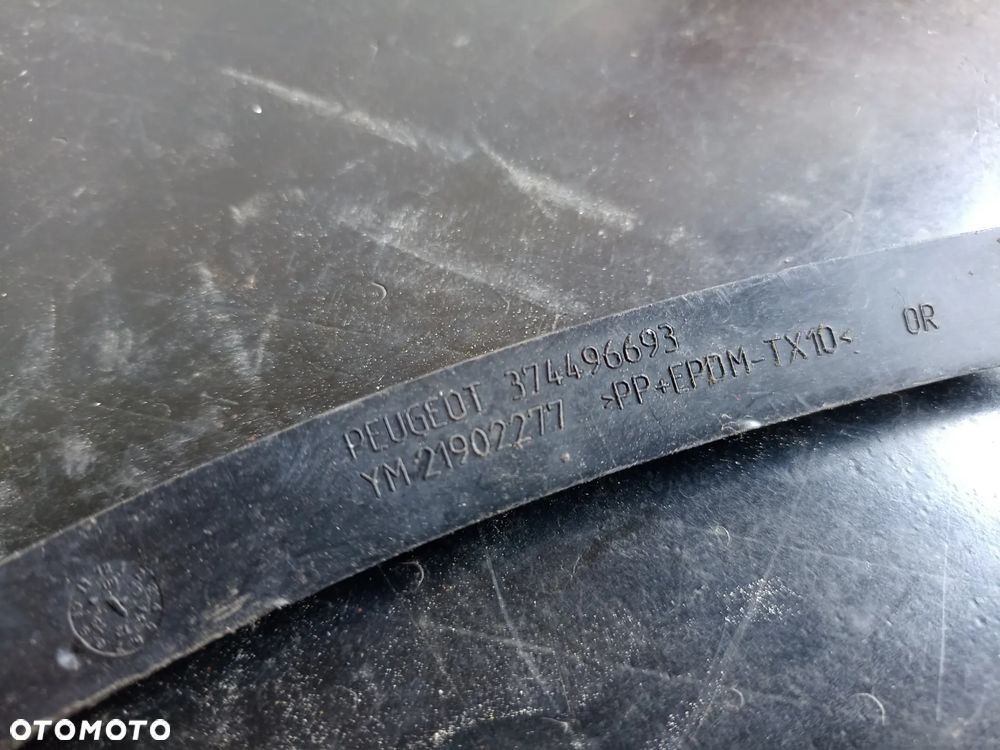 PEUGEOT 374496693
YM 21902277 >PP+EPDM-TX10< OR
OTOMOTO